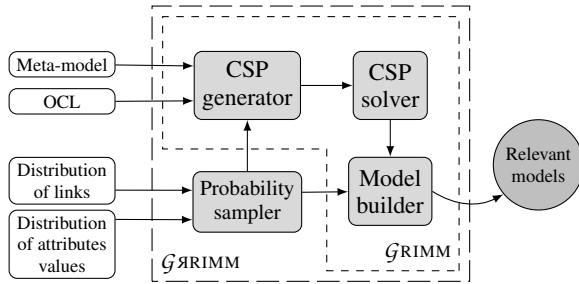 Meta-model
OCL
Distribution
of links
Distribution
of attributes
values
CSP
generator
CSP
solver
Probability
sampler
Model
builder
Relevant
models
GRIMM
GЯRIMM